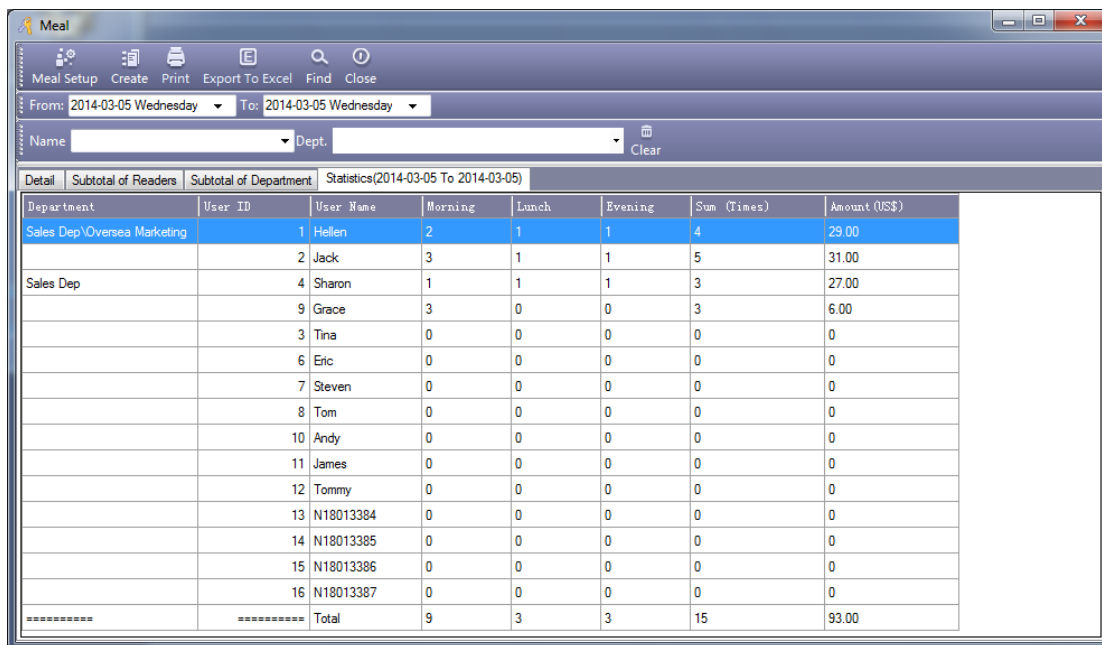 Meal
Meal Setup Create Print Export To Excel Find Close
From: 2014-03-05 Wednesday To: 2014-03-05 Wednesday
Name Dept. Clear
Detail Subtotal of Readers Subtotal of Department Statistics(2014-03-05 To 2014-03-05)
Department User ID User Name Morning Lunch Evening Sum (Times) Amount(US$)
Sales Dep\Oversea Marketing 1 Hellen 2 1 1 4 29.00
2 Jack 3 1 1 5 31.00
Sales Dep 4 Sharon 1 1 1 3 27.00
9 Grace 3 0 0 3 6.00
3 Tina 0 0 0 0 0
6 Eric 0 0 0 0 0
7 Steven 0 0 0 0 0
8 Tom 0 0 0 0 0
10 Andy 0 0 0 0 0
11 James 0 0 0 0 0
12 Tommy 0 0 0 0 0
13 N18013384 0 0 0 0 0
14 N18013385 0 0 0 0 0
15 N18013386 0 0 0 0 0
16 N18013387 0 0 0 0 0
========== ========== Total 9 3 3 15 93.00